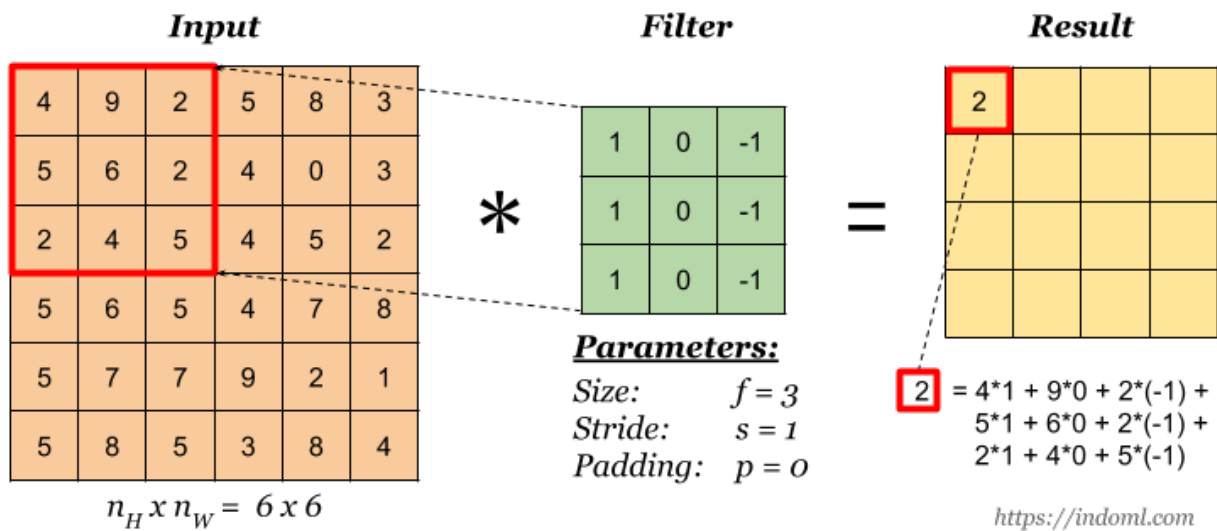 Input
Filter
Result
4 9 2 5 8 3
5 6 2 4 0 3
2 4 5 4 5 2
5 6 5 4 7 8
5 7 7 9 2 1
5 8 5 3 8 4
n_H x n_W = 6 x 6
*
1 0 -1
1 0 -1
1 0 -1
Parameters:
Size: f = 3
Stride: s = 1
Padding: p = 0
=
2
2 = 4*1 + 9*0 + 2*(-1) +
5*1 + 6*0 + 2*(-1) +
2*1 + 4*0 + 5*(-1)
https://indoml.com